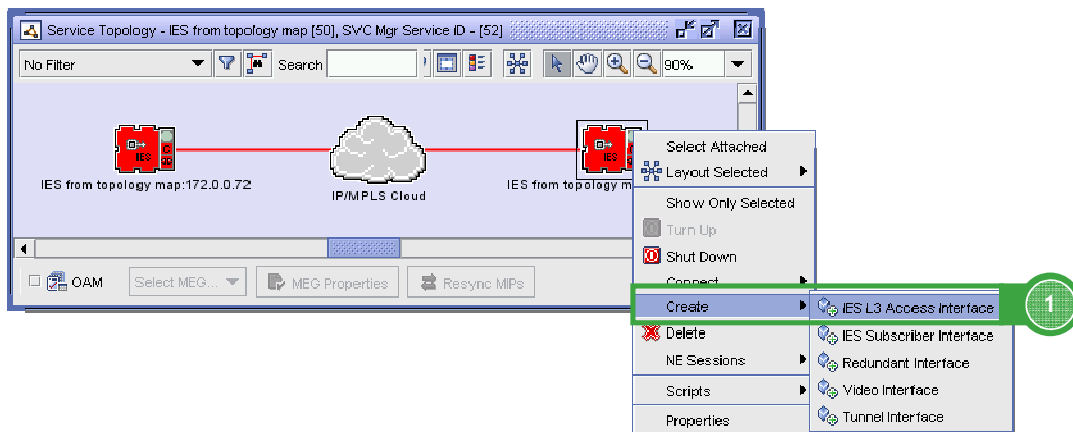 Service Topology - IES from topology map [50], SVC Mgr Service ID - [52]
No Filter
Search
90%
IES
IES
IES from topology map:172.0.0.72
IP/MPLS Cloud
IES from topology m
OAM
Select MEG...
MEG Properties
Resync MIPs
Select Attached
Layout Selected
Show Only Selected
Turn Up
Shut Down
Connect
Create
Delete
NE Sessions
Scripts
Properties
IES L3 Access Interface
IES Subscriber Interface
Redundant Interface
Video Interface
Tunnel Interface
1